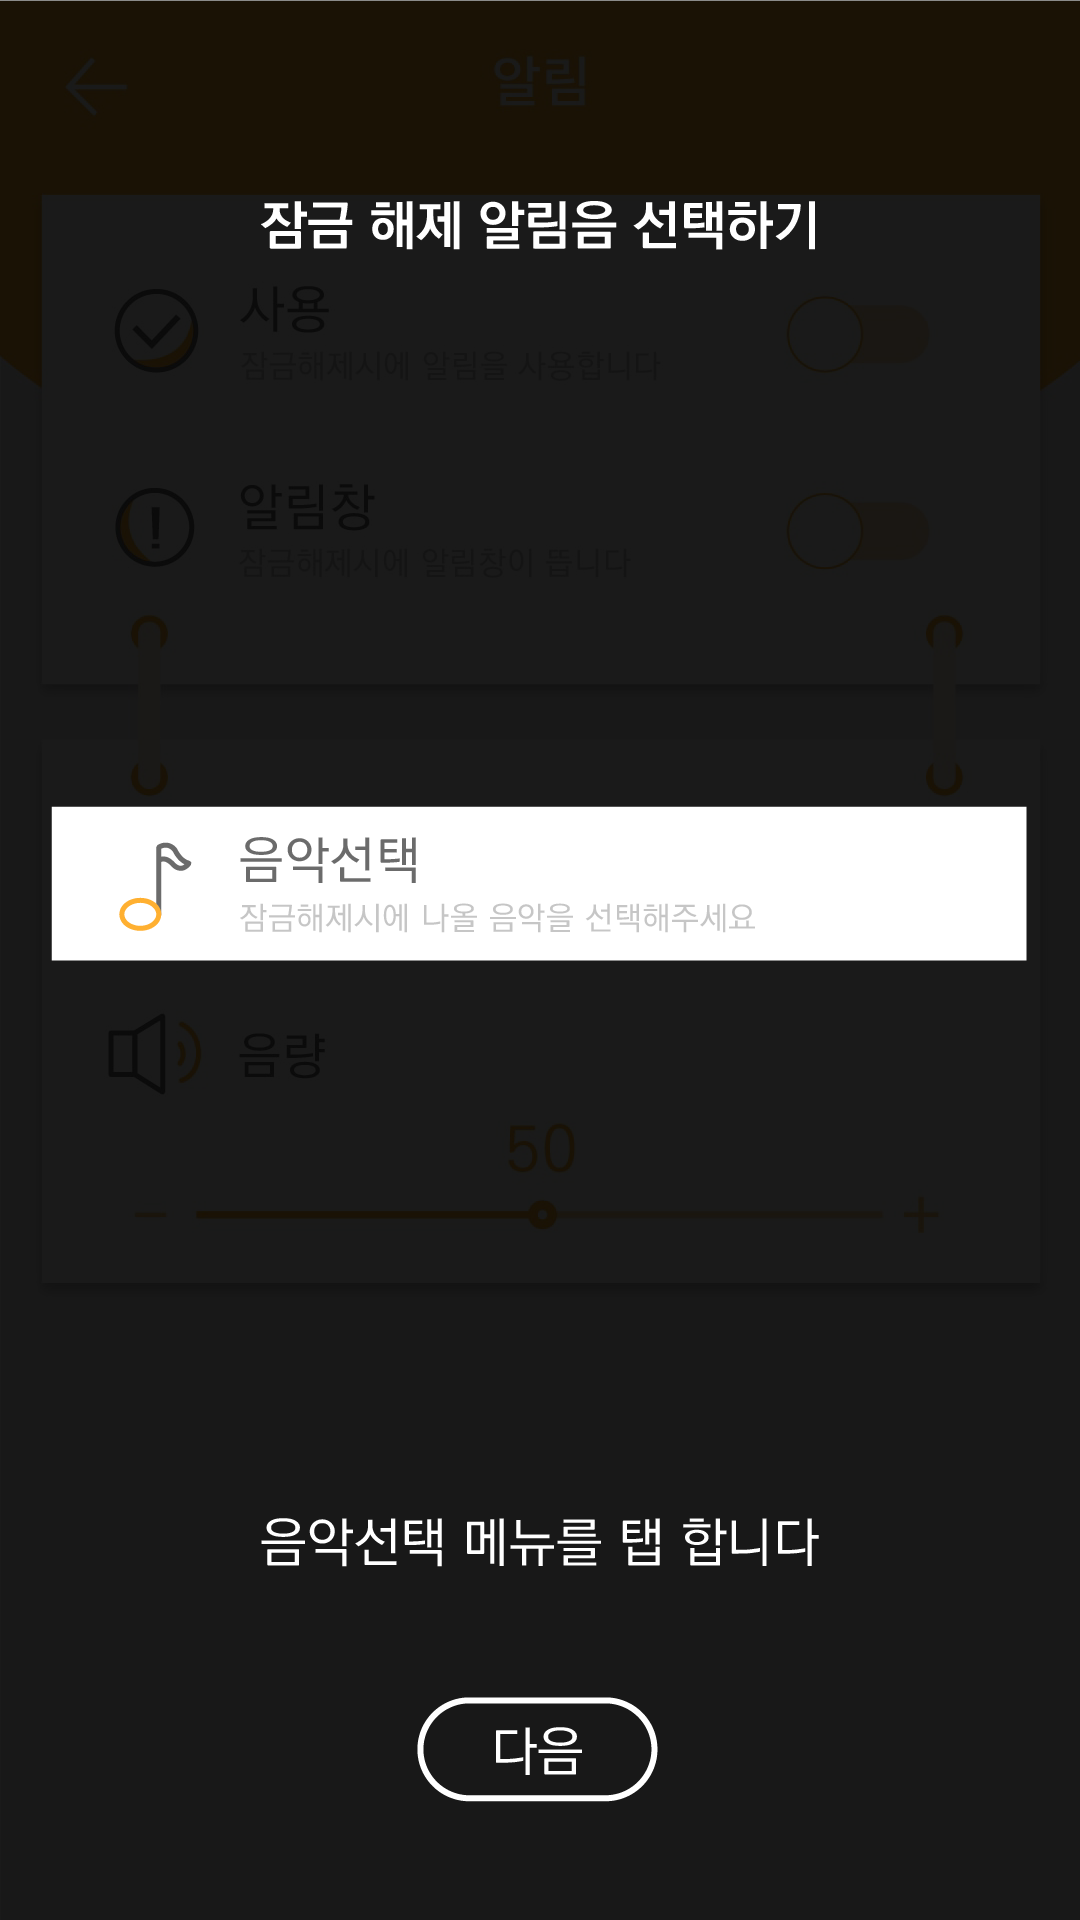 알림
잠금 해제 알림음 선택하기
사용
잠금해제시에 알림을 사용합니다
알림창
잠금해제시에 알림창이 뜹니다
음악선택
잠금해제시에 나올 음악을 선택해주세요
음량
50
음악선택 메뉴를 탭 합니다
다음